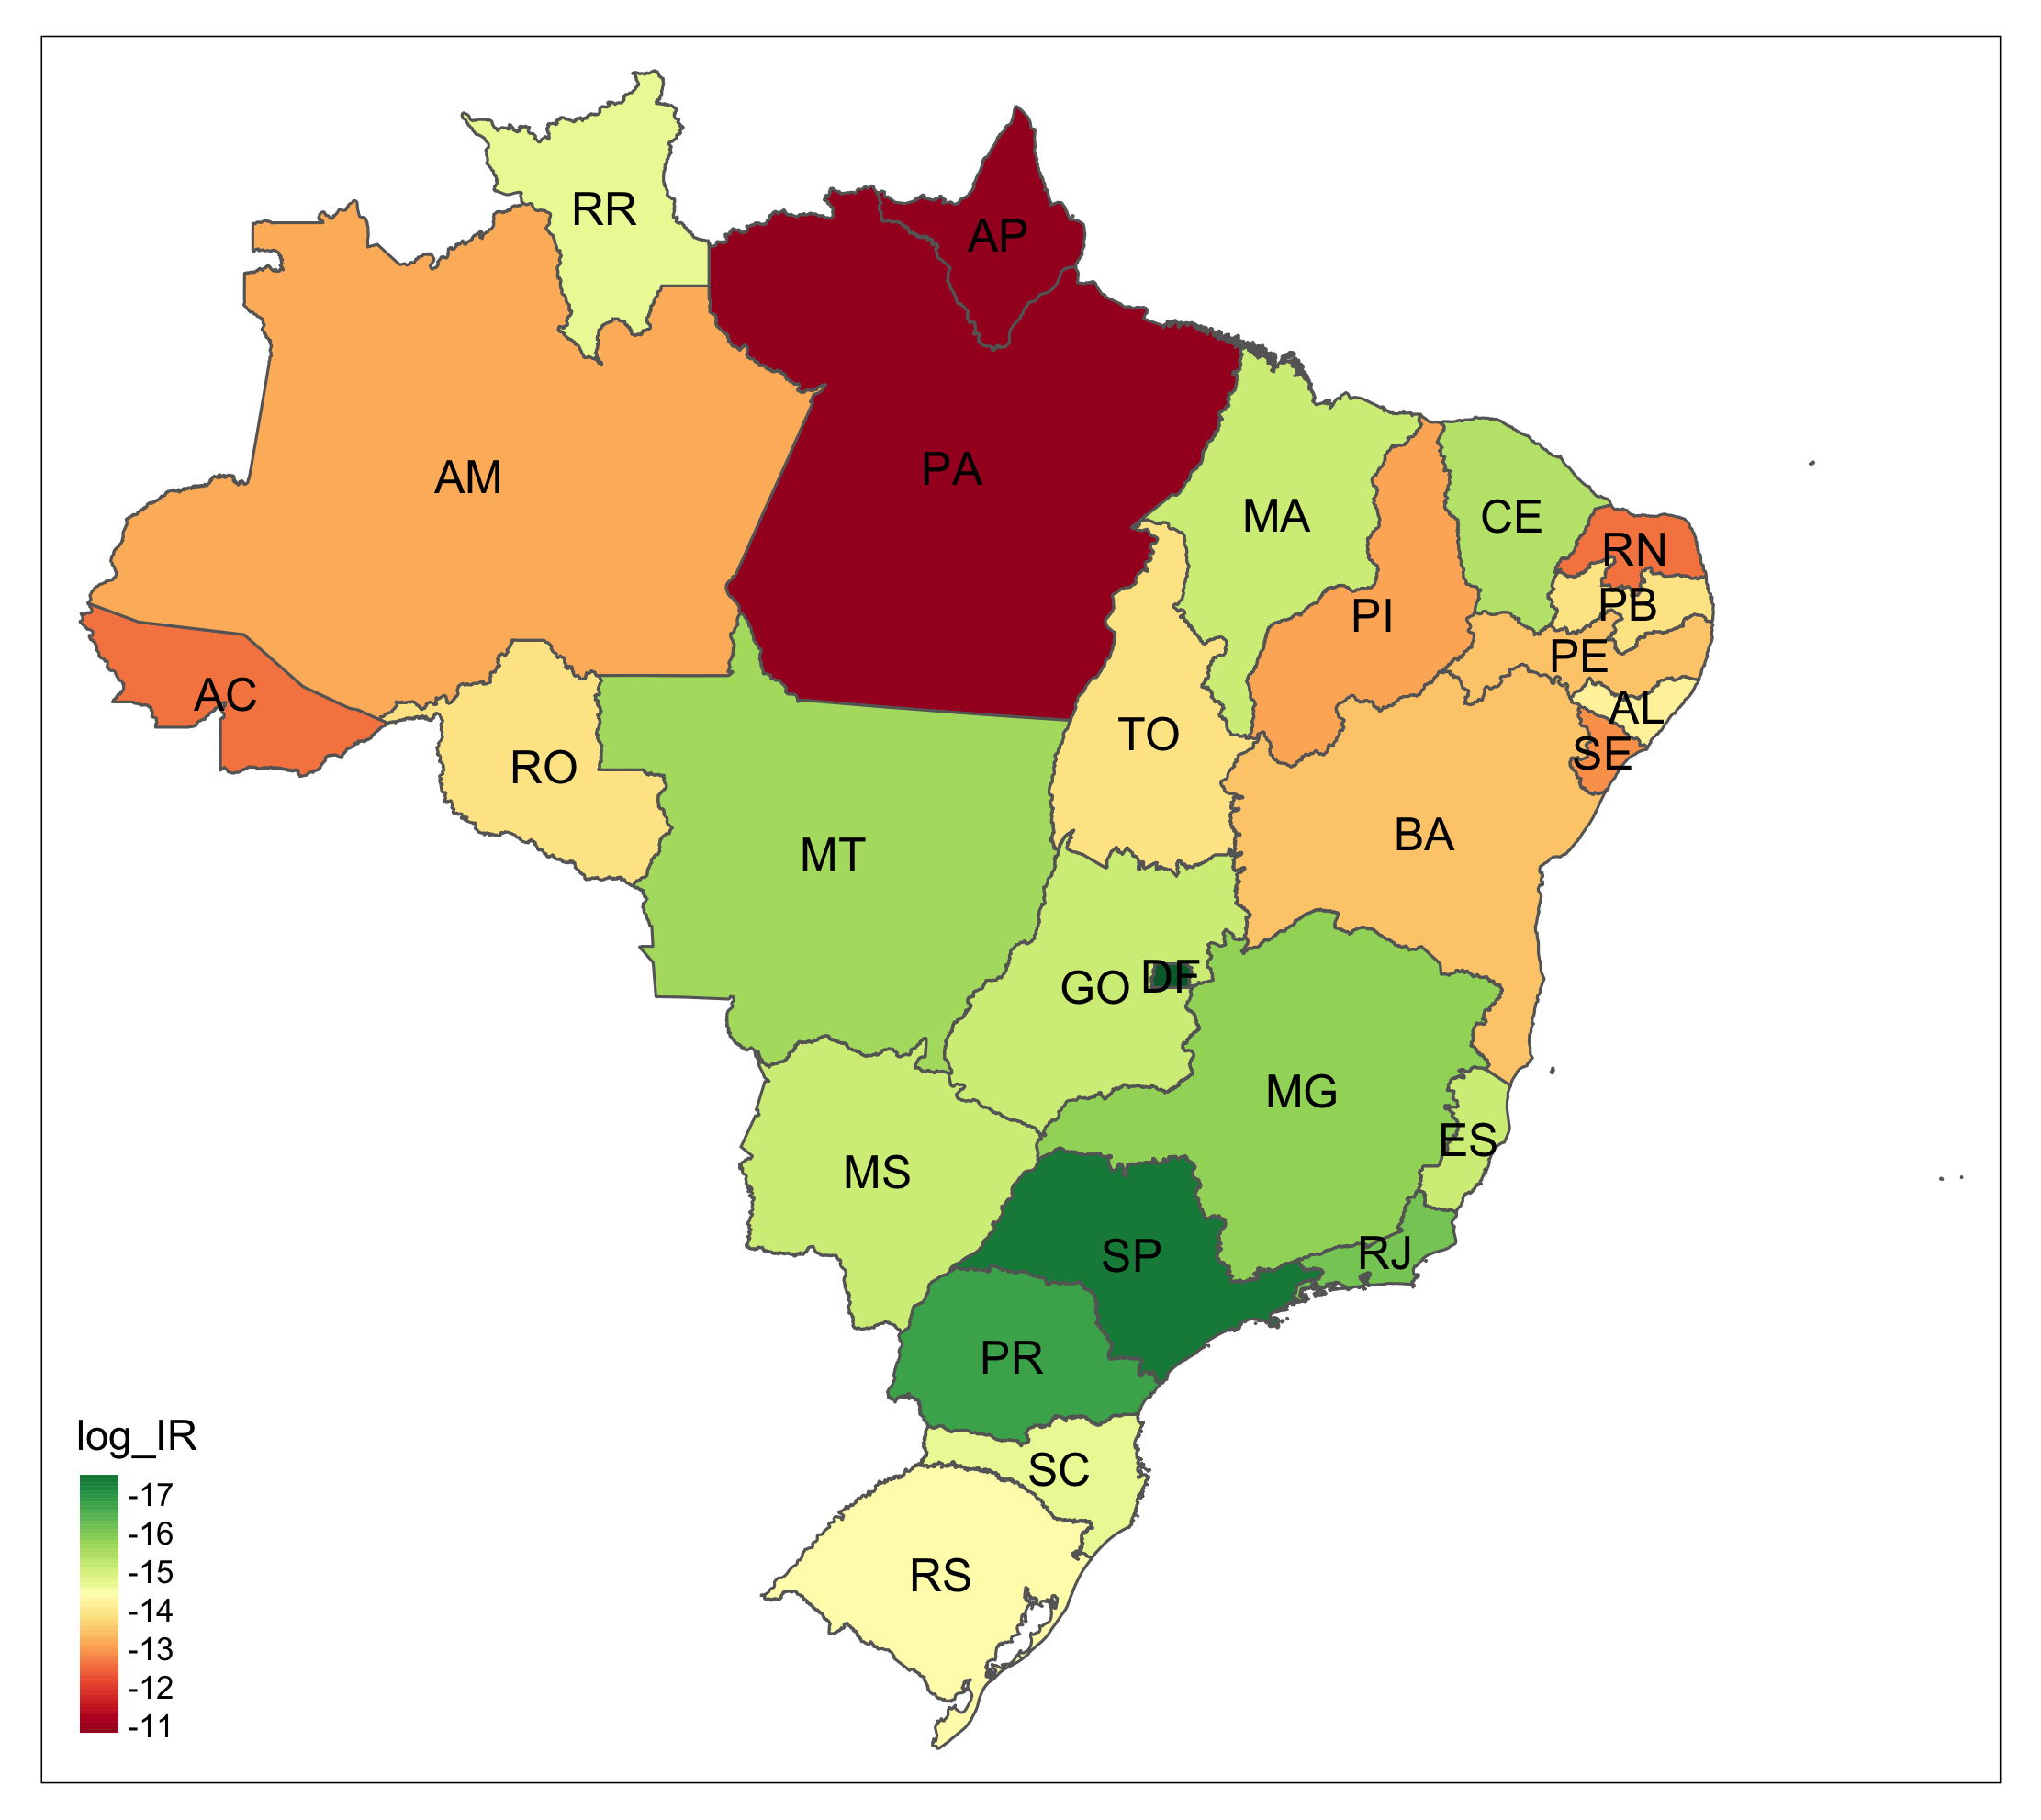 RR
AP
AM
PA
MA
CE
RN
PB
PI
PE
AC
AL
TO
SE
RO
BA
MT
DF
GO
MG
ES
MS
RJ
SP
PR
SC
RS
log_IR
-17
-16
-15
-14
-13
-12
-11